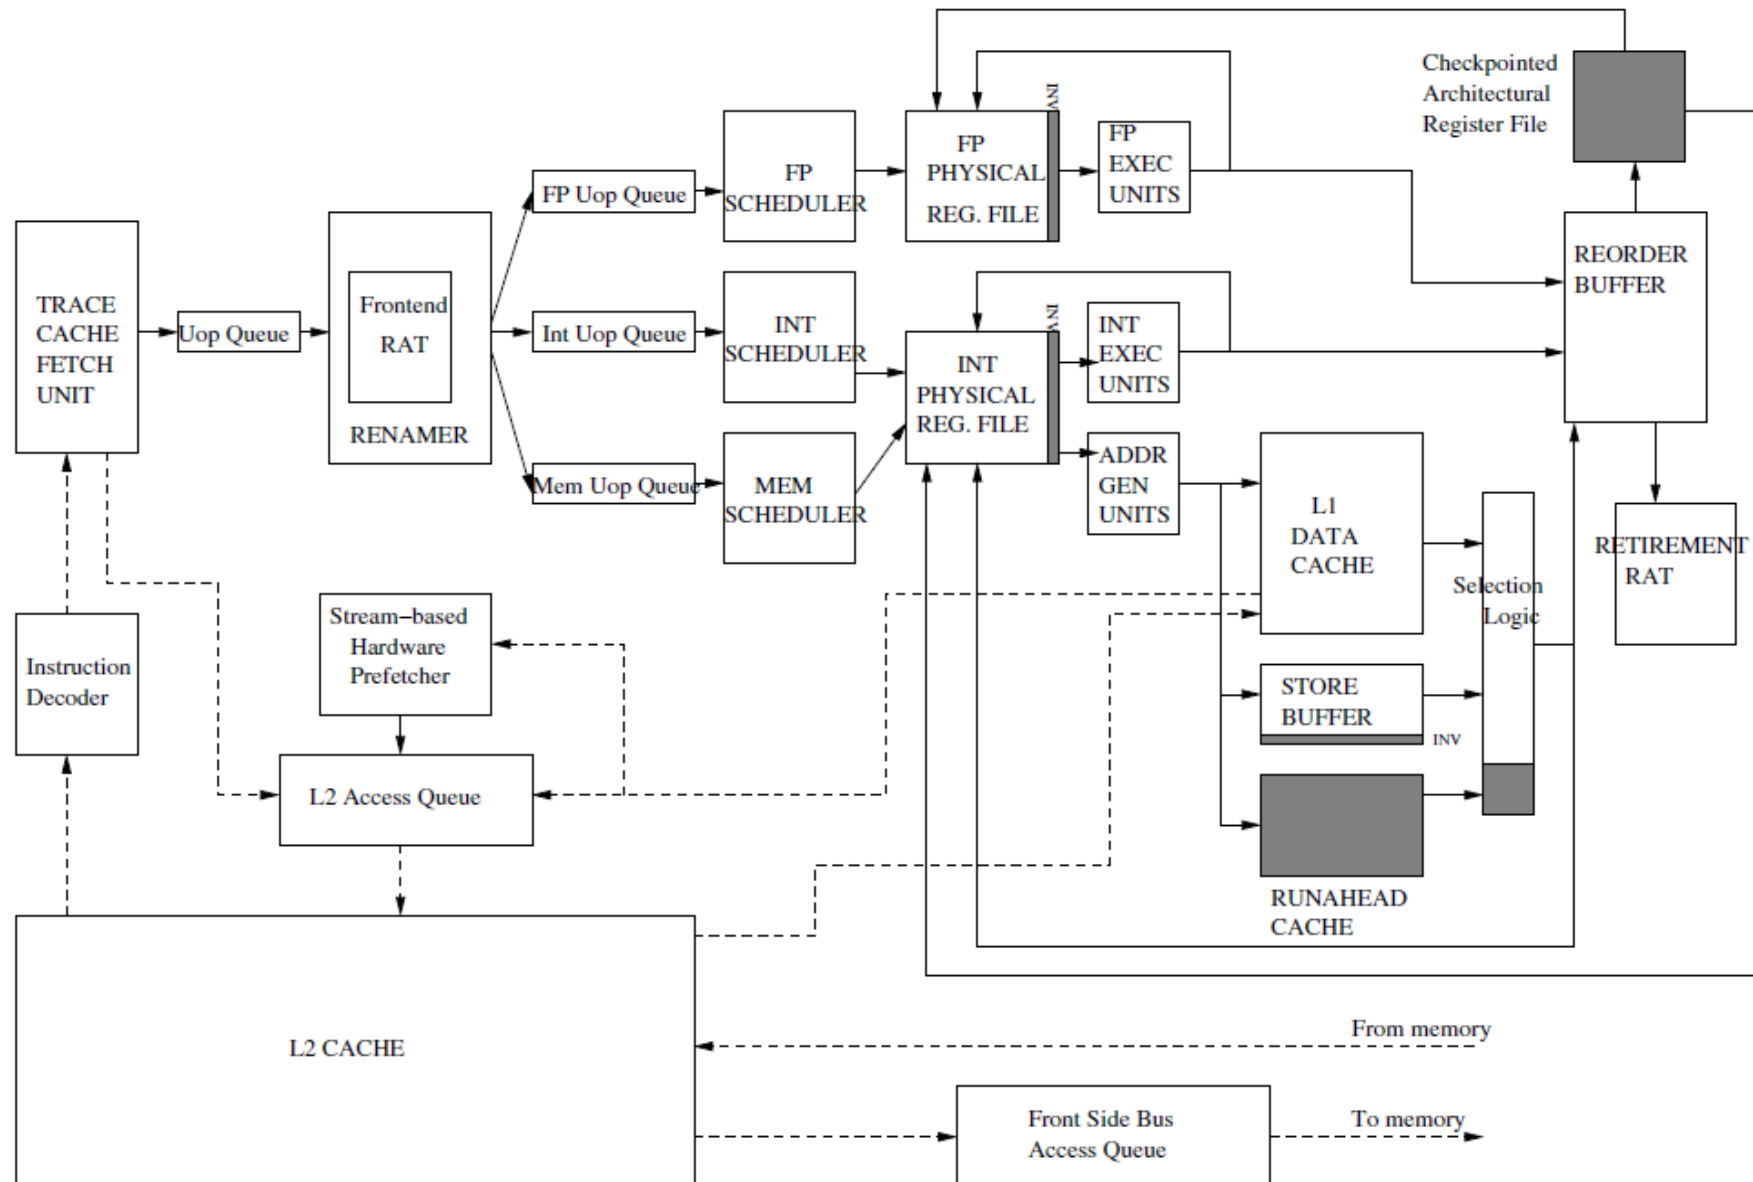 Checkpointed
Architectural
Register File
INV
FP
PHYSICAL
REG. FILE
FP
EXEC
UNITS
FP
SCHEDULER
FP Uop Queue
REORDER
BUFFER
TRACE
CACHE
FETCH
UNIT
Uop Queue
Frontend
RAT
RENAMER
Int Uop Queue
INT
SCHEDULER
INV
INT
PHYSICAL
REG. FILE
INT
EXEC
UNITS
Mem Uop Queue
MEM
SCHEDULER
ADDR
GEN
UNITS
L1
DATA
CACHE
Selection
Logic
RETIREMENT
RAT
Instruction
Decoder
Stream-based
Hardware
Prefetcher
STORE
BUFFER
INV
L2 Access Queue
RUNAHEAD
CACHE
L2 CACHE
From memory
Front Side Bus
Access Queue
To memory